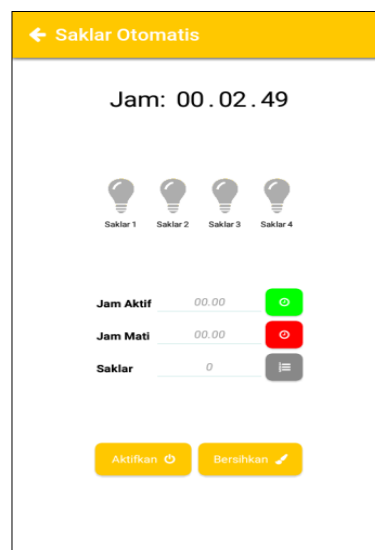 Saklar Otomatis
Jam: 00 . 02 . 49
Saklar 1 Saklar 2 Saklar 3 Saklar 4
Jam Aktif 00.00
Jam Mati 00.00
Saklar 0
Aktifkan Bersihkan